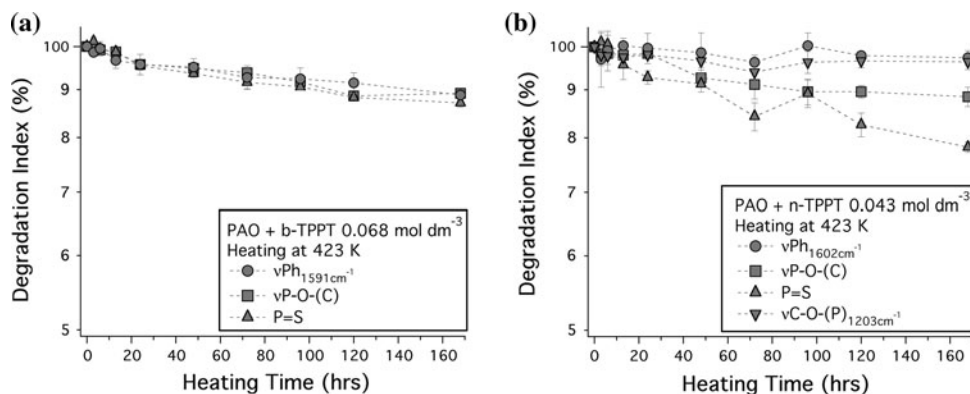 (a)
Degradation Index (%)
100
9
8
7
6
5
PAO + b-TPPT 0.068 mol dm-3
Heating at 423 K
νPh1591cm-1
νP-O-(C)
P=S
0 20 40 60 80 100 120 140 160
Heating Time (hrs)
(b)
Degradation Index (%)
100
9
8
7
6
5
PAO + n-TPPT 0.043 mol dm-3
Heating at 423 K
νPh1602cm-1
νP-O-(C)
P=S
νC-O-(P)1203cm-1
0 20 40 60 80 100 120 140 160
Heating Time (hrs)